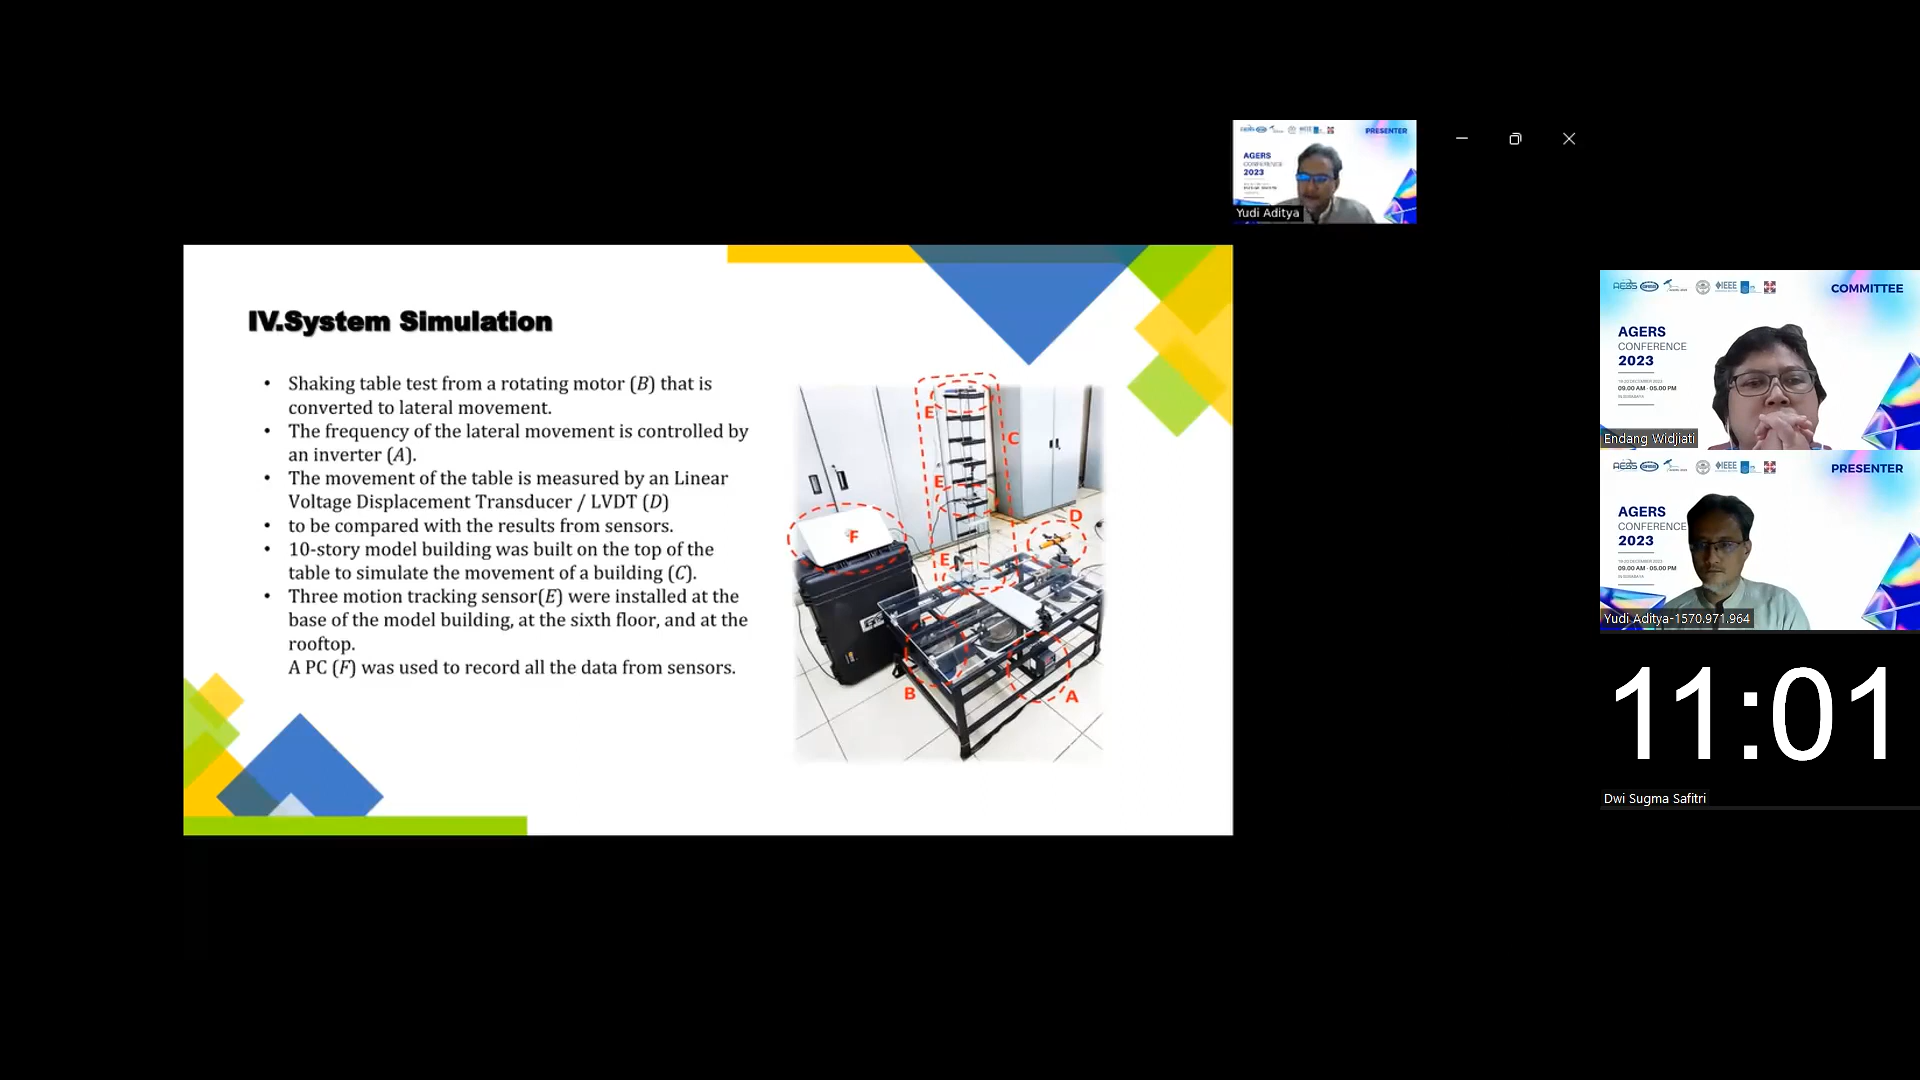 PRESENTER
AGERS
CONFERENCE
2023
Yudi Aditya
IV.System Simulation
• Shaking table test from a rotating motor (B) that is
converted to lateral movement.
• The frequency of the lateral movement is controlled by
an inverter (A).
• The movement of the table is measured by an Linear
Voltage Displacement Transducer / LVDT (D)
• to be compared with the results from sensors.
• 10-story model building was built on the top of the
table to simulate the movement of a building (C).
• Three motion tracking sensor(E) were installed at the
base of the model building, at the sixth floor, and at the
rooftop.
A PC (F) was used to record all the data from sensors.
E
C
E
D
F
E
B
A
IEEE
COMMITTEE
AGERS
CONFERENCE
2023
09.00 AM - 05.00 PM
Endang Widjiati
IEEE
PRESENTER
AGERS
CONFERENCE
2023
09.00 AM - 05.00 PM
Yudi Aditya-1570.971.964
11:01
Dwi Sugma Safitri